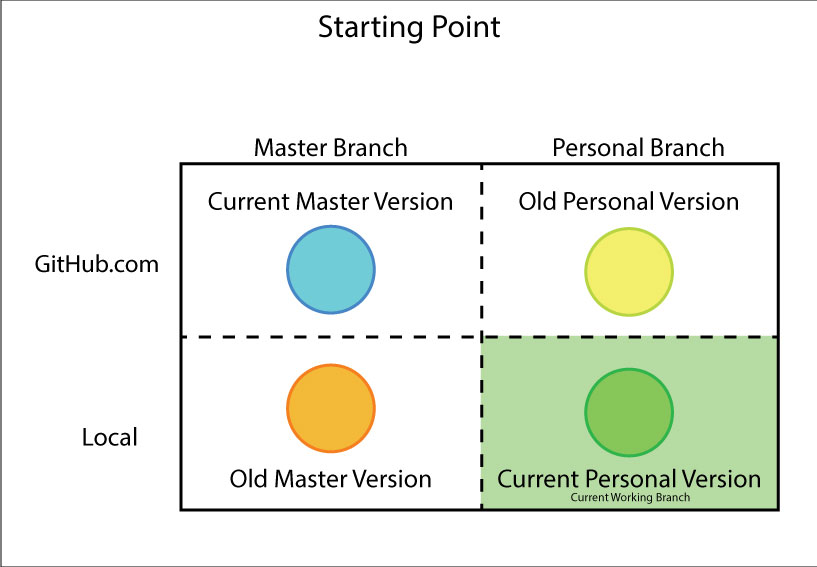 Starting Point
Master Branch
Personal Branch
Current Master Version
Old Personal Version
GitHub.com
Local
Old Master Version
Current Personal Version
Current Working Branch